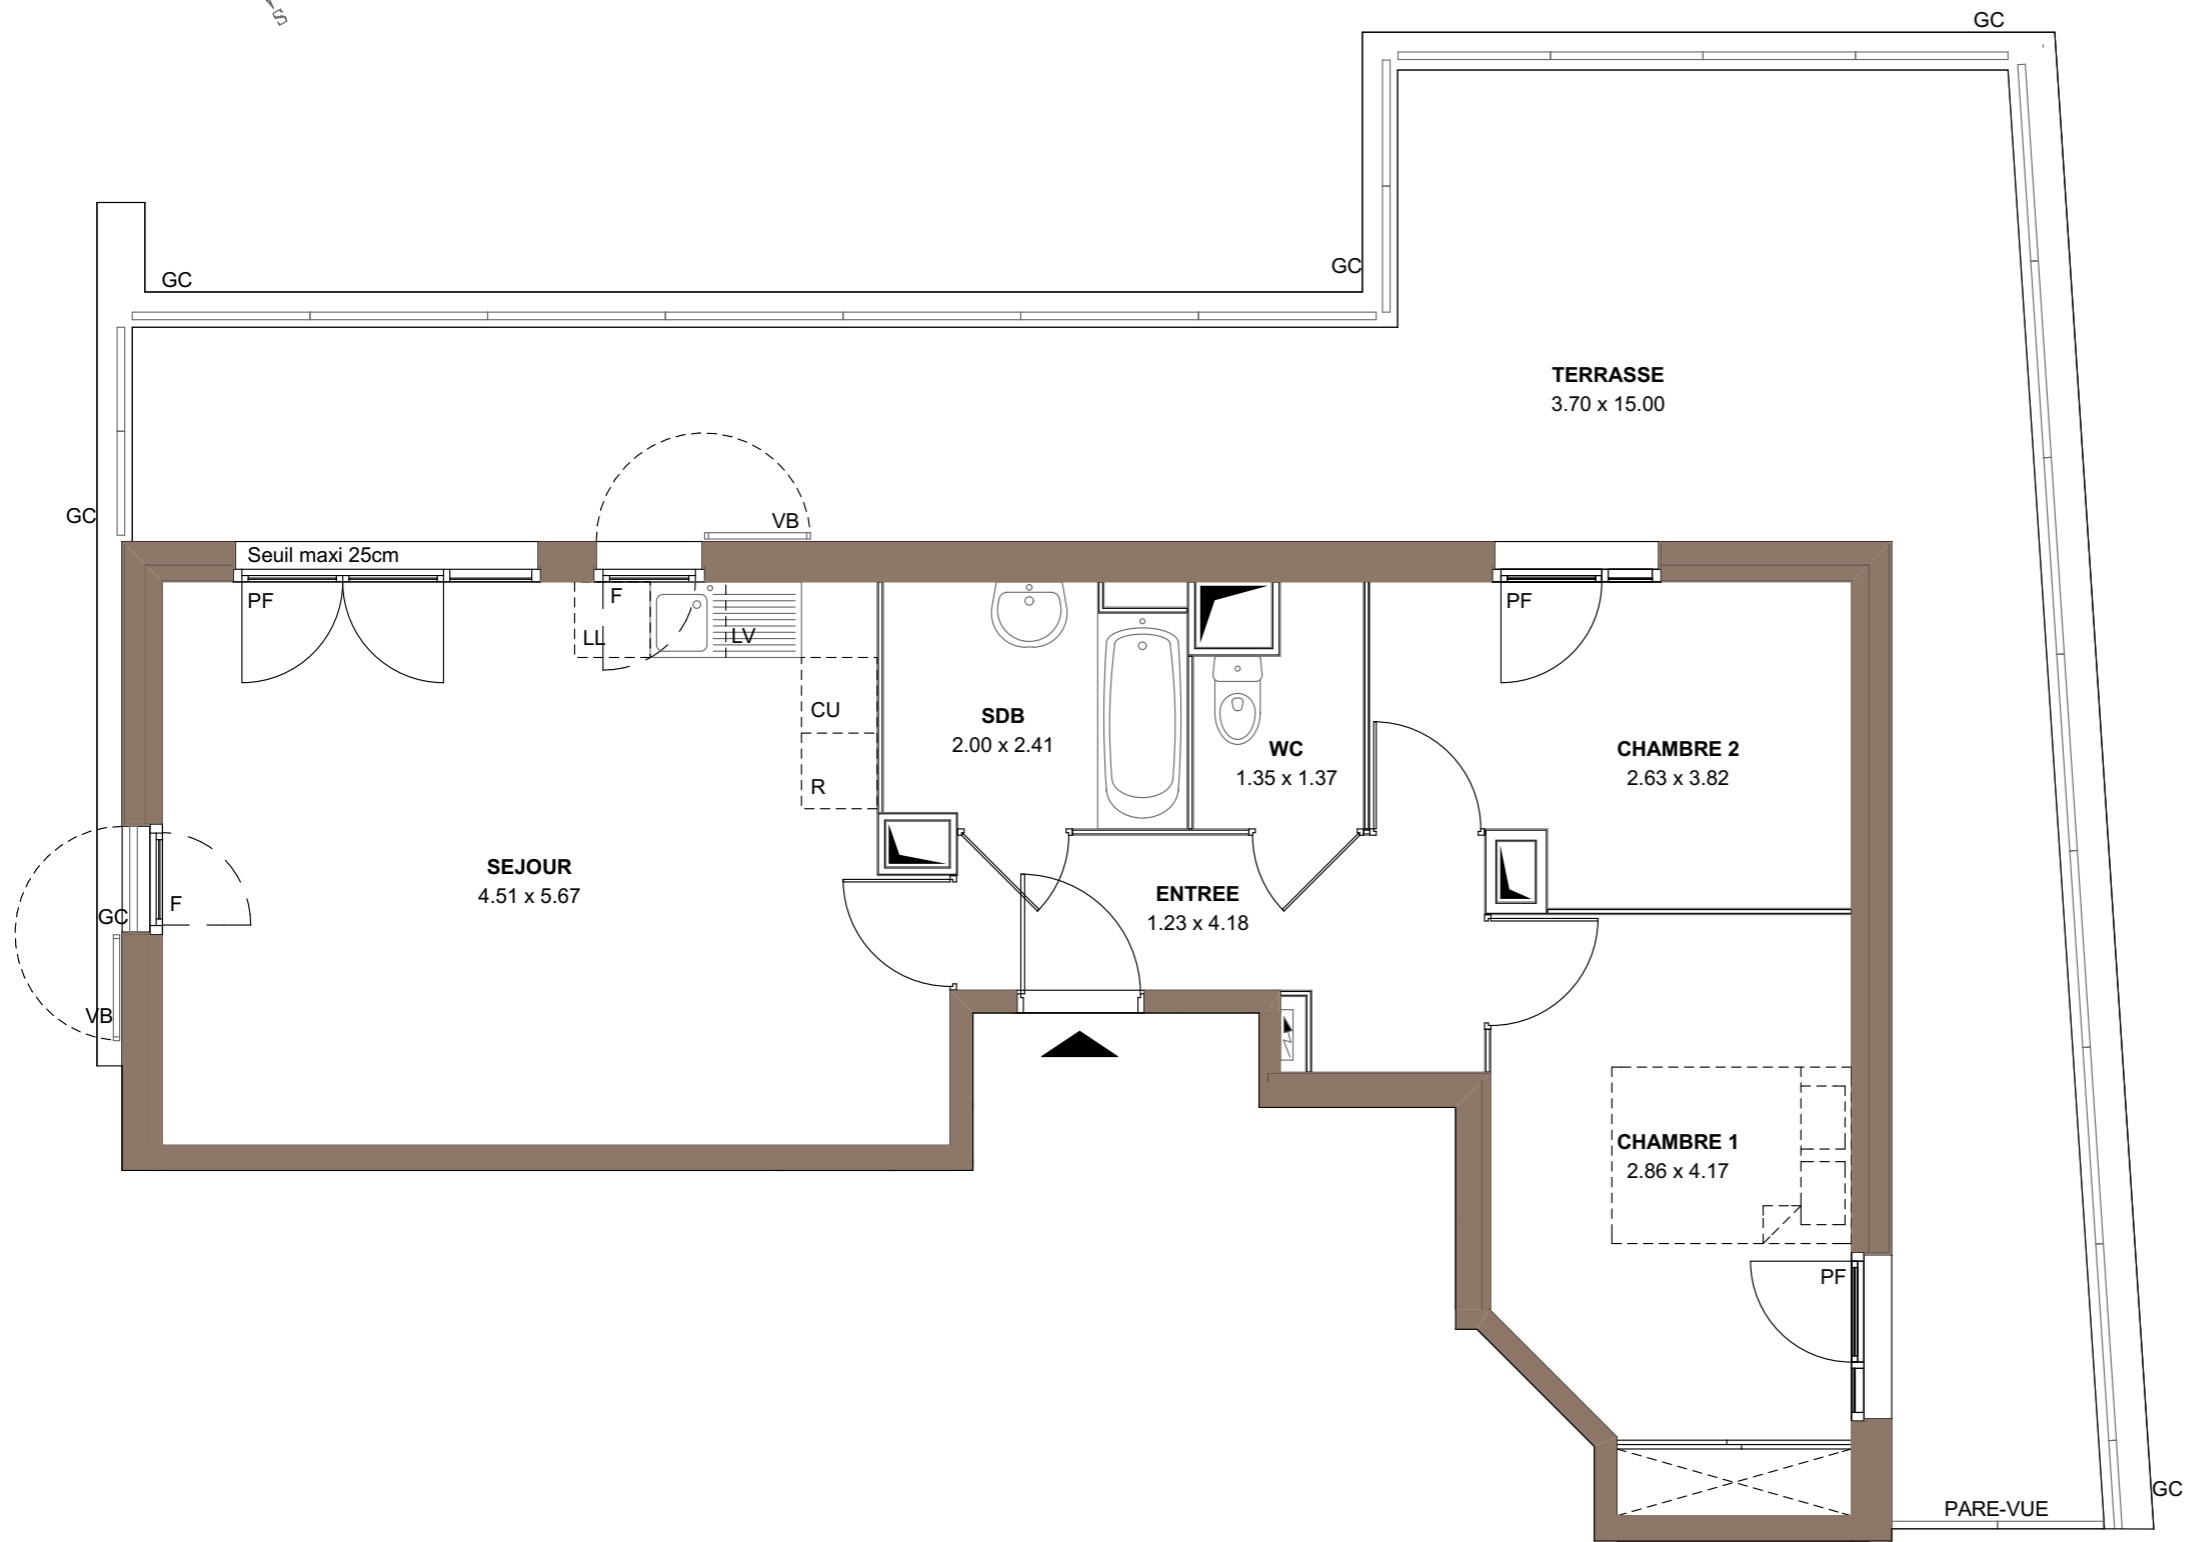 S
GC
GC
GC
TERRASSE
3.70 x 15.00
GC
VB
Seuil maxi 25cm
PF
F
PF
LL
LV
CU
SDB
2.00 x 2.41
WC
1.35 x 1.37
CHAMBRE 2
2.63 x 3.82
R
SEJOUR
4.51 x 5.67
ENTREE
1.23 x 4.18
F
GC
VB
CHAMBRE 1
2.86 x 4.17
PF
GC
PARE-VUE